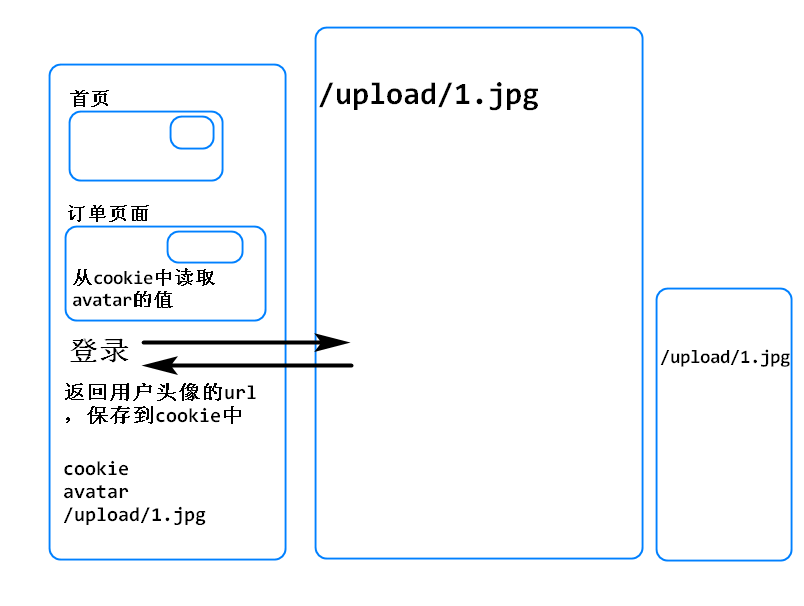 首页
订单页面
从cookie中读取
avatar的值
登录
返回用户头像的url
，保存到cookie中
cookie
avatar
/upload/1.jpg
/upload/1.jpg
/upload/1.jpg